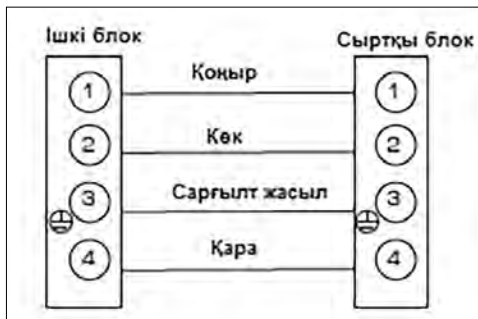 Ішкі блок
Сыртқы блок
1 Қоңыр 1
2 Көк 2
3 Сарғылт жасыл 3
4 Қара 4